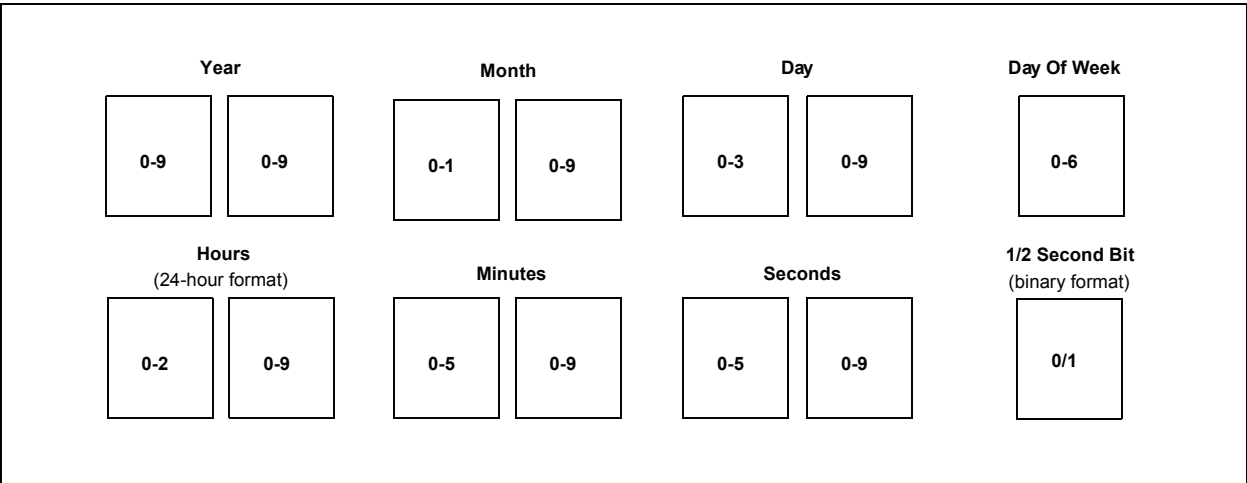 Year Month Day Day Of Week
0-9 0-9 0-1 0-9 0-3 0-9 0-6
Hours 1/2 Second Bit
(24-hour format) Minutes Seconds (binary format)
0-2 0-9 0-5 0-9 0-5 0-9 0/1